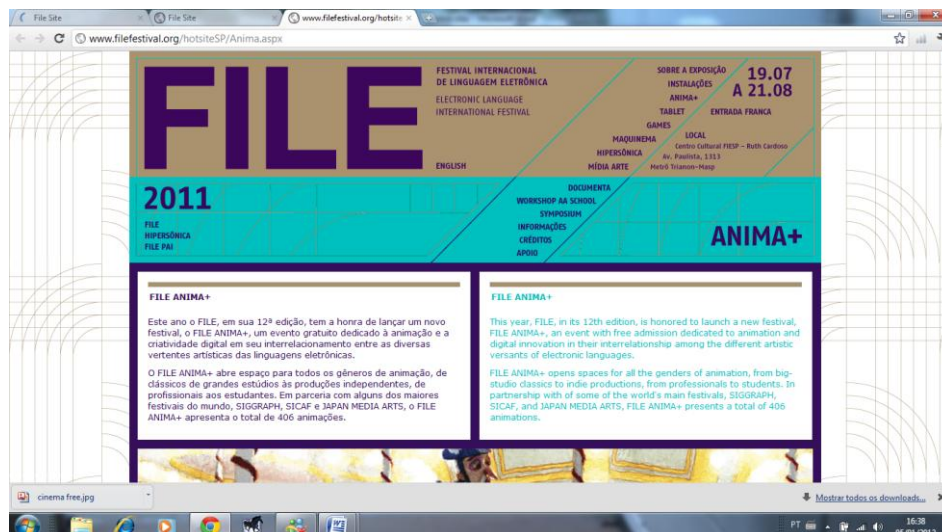 File Site
File Site
www.filefestival.org/hotsite
www.filefestival.org/hotsiteSP/Anima.aspx
FILE
FESTIVAL INTERNACIONAL
DE LINGUAGEM ELETRÔNICA
ELECTRONIC LANGUAGE
INTERNATIONAL FESTIVAL
ENGLISH
SOBRE A EXPOSIÇÃO
INSTALAÇÕES
ANIMA+
TABLET
GAMES
MAQUINEMA
HIPERSÔNICA
MÍDIA ARTE
19.07
A 21.08
ENTRADA FRANCA
LOCAL
Centro Cultural FIESP - Ruth Cardoso
Av. Paulista, 1313
Metrô Trianon-Masp
2011
FILE
HIPERSÔNICA
FILE PAI
DOCUMENTA
WORKSHOP AA SCHOOL
SYMPOSIUM
INFORMAÇÕES
CRÉDITOS
APOIO
ANIMA+
FILE ANIMA+
Este ano o FILE, em sua 12ª edição, tem a honra de lançar um novo
festival, o FILE ANIMA+, um evento gratuito dedicado à animação e a
criatividade digital em seu interrelacionamento entre as diversas
vertentes artísticas das linguagens eletrônicas.
O FILE ANIMA+ abre espaço para todos os gêneros de animação, de
clássicos de grandes estúdios às produções independentes, de
profissionais aos estudantes. Em parceria com alguns dos maiores
festivais do mundo, SIGGRAPH, SICAF e JAPAN MEDIA ARTS, o FILE
ANIMA+ apresenta o total de 406 animações.
FILE ANIMA+
This year, FILE, in its 12th edition, is honored to launch a new festival,
FILE ANIMA+, an event with free admission dedicated to animation and
digital innovation in their interrelationship among the different artistic
versants of electronic languages.
FILE ANIMA+ opens spaces for all the genders of animation, from big-
studio classics to indie productions, from professionals to students. In
partnership with of some of the world's main festivals, SIGGRAPH,
SICAF, and JAPAN MEDIA ARTS, FILE ANIMA+ presents a total of 406
animations.
cinema free.jpg
Mostrar todos os downloads...
PT
16:38